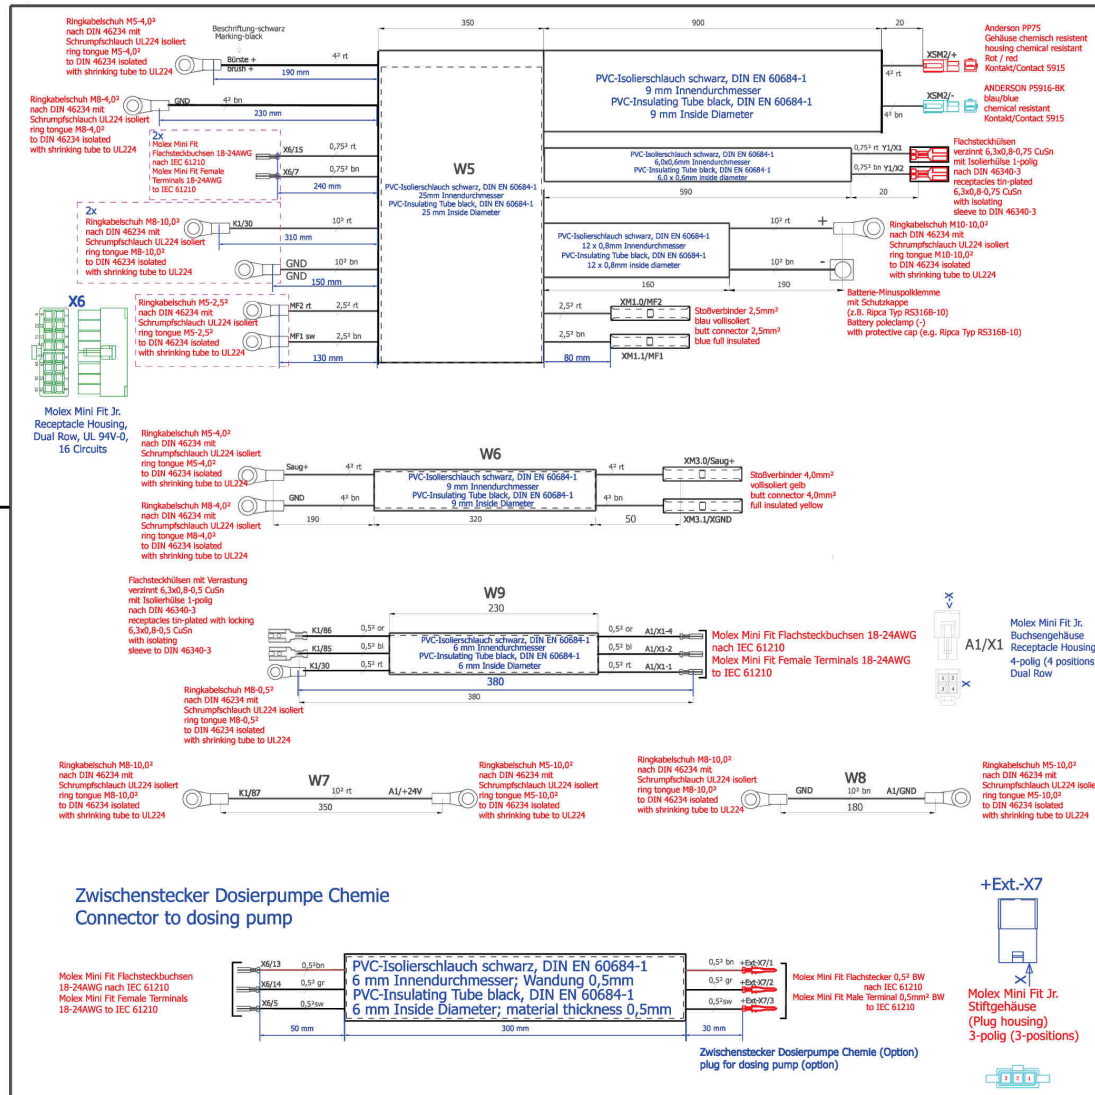 Ringkabelschuh M5-4,0²
nach DIN 46234 mit
Schrumpfschlauch UL224 isoliert
ring tongue M5-4,0²
to DIN 46234 isolated
with shrinking tube to UL224
Beschriftung-schwarz
Marking-black
Bürste +
brush +
4² rt
190 mm
350
900
20
Ringkabelschuh M8-4,0²
nach DIN 46234 mit
Schrumpfschlauch UL224 isoliert
ring tongue M8-4,0²
to DIN 46234 isolated
with shrinking tube to UL224
GND
4² bn
230 mm
2x
Molex Mini Fit
Flachsteckbuchsen 18-24AWG
nach IEC 61210
Molex Mini Fit Female
Terminals 18-24AWG
to IEC 61210
X6/15
0,75² rt
X6/7
0,75² bn
240 mm
2x
Ringkabelschuh M8-10,0²
nach DIN 46234 mit
Schrumpfschlauch UL224 isoliert
ring tongue M8-10,0²
to DIN 46234 isolated
with shrinking tube to UL224
K1/30
10² rt
310 mm
GND
GND
10² bn
150 mm
Ringkabelschuh M5-2,5²
nach DIN 46234 mit
Schrumpfschlauch UL224 isoliert
ring tongue M5-2,5²
to DIN 46234 isolated
with shrinking tube to UL224
MF2 rt
2,5² rt
MF1 sw
2,5² bn
130 mm
X6
Molex Mini Fit Jr.
Receptacle Housing,
Dual Row, UL 94V-0,
16 Circuits
W5
PVC-Isolierschlauch schwarz, DIN EN 60684-1
25mm Innendurchmesser
PVC-Insulating Tube black, DIN EN 60684-1
25 mm Inside Diameter
PVC-Isolierschlauch schwarz, DIN EN 60684-1
9 mm Innendurchmesser
PVC-Insulating Tube black, DIN EN 60684-1
9 mm Inside Diameter
XSM2/+
4² rt
XSM2/-
4² bn
Anderson PP75
Gehäuse chemisch resistent
housing chemical resistant
Rot / red
Kontakt/Contact 5915
ANDERSON P5916-BK
blau/blue
chemical resistant
Kontakt/Contact 5915
PVC-Isolierschlauch schwarz, DIN EN 60684-1
6,0x0,6mm Innendurchmesser
PVC-Insulating Tube black, DIN EN 60684-1
6,0 x 0,6mm inside diameter
0,75² rt Y1/X1
0,75² bn Y1/X2
590
20
Flachsteckhülsen
verzinnt 6,3x0,8-0,75 CuSn
mit Isolierhülse 1-polig
nach DIN 46340-3
receptacles tin-plated
6,3x0,8-0,75 CuSn
with isolating
sleeve to DIN 46340-3
PVC-Isolierschlauch schwarz, DIN EN 60684-1
12 x 0,8mm Innendurchmesser
PVC-Insulating Tube black, DIN EN 60684-1
12 x 0,8mm inside diameter
10² rt
+
10² bn
-
160
190
Ringkabelschuh M10-10,0²
nach DIN 46234 mit
Schrumpfschlauch UL224 isoliert
ring tongue M10-10,0²
to DIN 46234 isolated
with shrinking tube to UL224
Batterie-Minuspolklemme
mit Schutzkappe
(z.B. Ripca Typ RS316B-10)
Battery poleclamp (-)
with protective cap (e.g. Ripca Typ RS316B-10)
2,5² rt
XM1.0/MF2
2,5² bn
XM1.1/MF1
80 mm
Stoßverbinder 2,5mm²
blau vollisoliert
butt connector 2,5mm²
blue full insulated
Ringkabelschuh M5-4,0²
nach DIN 46234 mit
Schrumpfschlauch UL224 isoliert
ring tongue M5-4,0²
to DIN 46234 isolated
with shrinking tube to UL224
Ringkabelschuh M8-4,0²
nach DIN 46234 mit
Schrumpfschlauch UL224 isoliert
ring tongue M8-4,0²
to DIN 46234 isolated
with shrinking tube to UL224
W6
Saug+
4² rt
GND
4² bn
PVC-Isolierschlauch schwarz, DIN EN 60684-1
9 mm Innendurchmesser
PVC-Insulating Tube black, DIN EN 60684-1
9 mm Inside Diameter
4² rt
XM3.0/Saug+
4² bn
XM3.1/XGND
190
320
50
Stoßverbinder 4,0mm²
vollisoliert gelb
butt connector 4,0mm²
full insulated yellow
Flachsteckhülsen mit Verrastung
verzinnt 6,3x0,8-0,5 CuSn
mit Isolierhülse 1-polig
nach DIN 46340-3
receptacles tin-plated with locking
6,3x0,8-0,5 CuSn
with isolating
sleeve to DIN 46340-3
Ringkabelschuh M8-0,5²
nach DIN 46234 mit
Schrumpfschlauch UL224 isoliert
ring tongue M8-0,5²
to DIN 46234 isolated
with shrinking tube to UL224
W9
230
K1/86
0,5² or
K1/85
0,5² bl
K1/30
0,5² rt
PVC-Isolierschlauch schwarz, DIN EN 60684-1
6 mm Innendurchmesser
PVC-Insulating Tube black, DIN EN 60684-1
6 mm Inside Diameter
0,5² or A1/X1-4
0,5² bl A1/X1-2
0,5² rt A1/X1-1
380
380
Molex Mini Fit Flachsteckbuchsen 18-24AWG
nach IEC 61210
Molex Mini Fit Female Terminals 18-24AWG
to IEC 61210
<-X
A1/X1
1 2
3 4
X
Molex Mini Fit Jr.
Buchsengehäuse
Receptacle Housing
4-polig (4 positions)
Dual Row
Ringkabelschuh M8-10,0²
nach DIN 46234 mit
Schrumpfschlauch UL224 isoliert
ring tongue M8-10,0²
to DIN 46234 isolated
with shrinking tube to UL224
W7
K1/87
10² rt
A1/+24V
350
Ringkabelschuh M5-10,0²
nach DIN 46234 mit
Schrumpfschlauch UL224 isoliert
ring tongue M5-10,0²
to DIN 46234 isolated
with shrinking tube to UL224
Ringkabelschuh M8-10,0²
nach DIN 46234 mit
Schrumpfschlauch UL224 isoliert
ring tongue M8-10,0²
to DIN 46234 isolated
with shrinking tube to UL224
W8
GND
10² bn
A1/GND
180
Ringkabelschuh M5-10,0²
nach DIN 46234 mit
Schrumpfschlauch UL224 isolie
ring tongue M5-10,0²
to DIN 46234 isolated
with shrinking tube to UL224
Zwischenstecker Dosierpumpe Chemie
Connector to dosing pump
Molex Mini Fit Flachsteckbuchsen
18-24AWG nach IEC 61210
Molex Mini Fit Female Terminals
18-24AWG to IEC 61210
X6/13
0,5²bn
X6/14
0,5² gr
X6/5
0,5²sw
PVC-Isolierschlauch schwarz, DIN EN 60684-1
6 mm Innendurchmesser; Wandung 0,5mm
PVC-Insulating Tube black, DIN EN 60684-1
6 mm Inside Diameter; material thickness 0,5mm
0,5² bn
+Ext-X7/1
0,5² gr
+Ext-X7/2
0,5²sw
+Ext-X7/3
50 mm
300 mm
30 mm
Molex Mini Fit Flachstecker 0,5² BW
nach IEC 61210
Molex Mini Fit Male Terminal 0,5mm² BW
to IEC 61210
Zwischenstecker Dosierpumpe Chemie (Option)
plug for dosing pump (option)
+Ext.-X7
X
Molex Mini Fit Jr.
Stiftgehäuse
(Plug housing)
3-polig (3-positions)
3 2 1